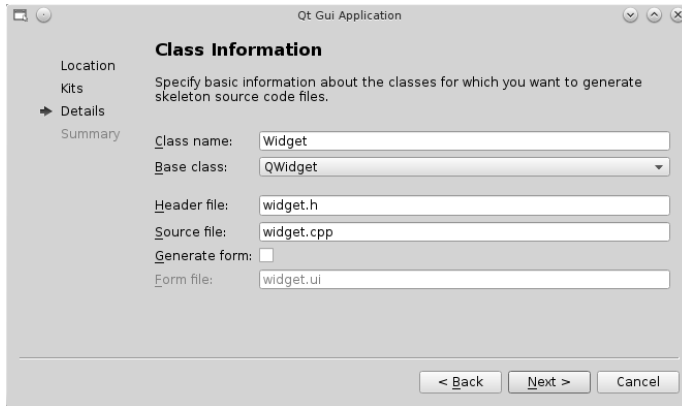 Qt Gui Application
Location
Kits
Details
Summary
Class Information
Specify basic information about the classes for which you want to generate
skeleton source code files.
Class name: Widget
Base class: QWidget
Header file: widget.h
Source file: widget.cpp
Generate form:
Form file: widget.ui
< Back Next > Cancel